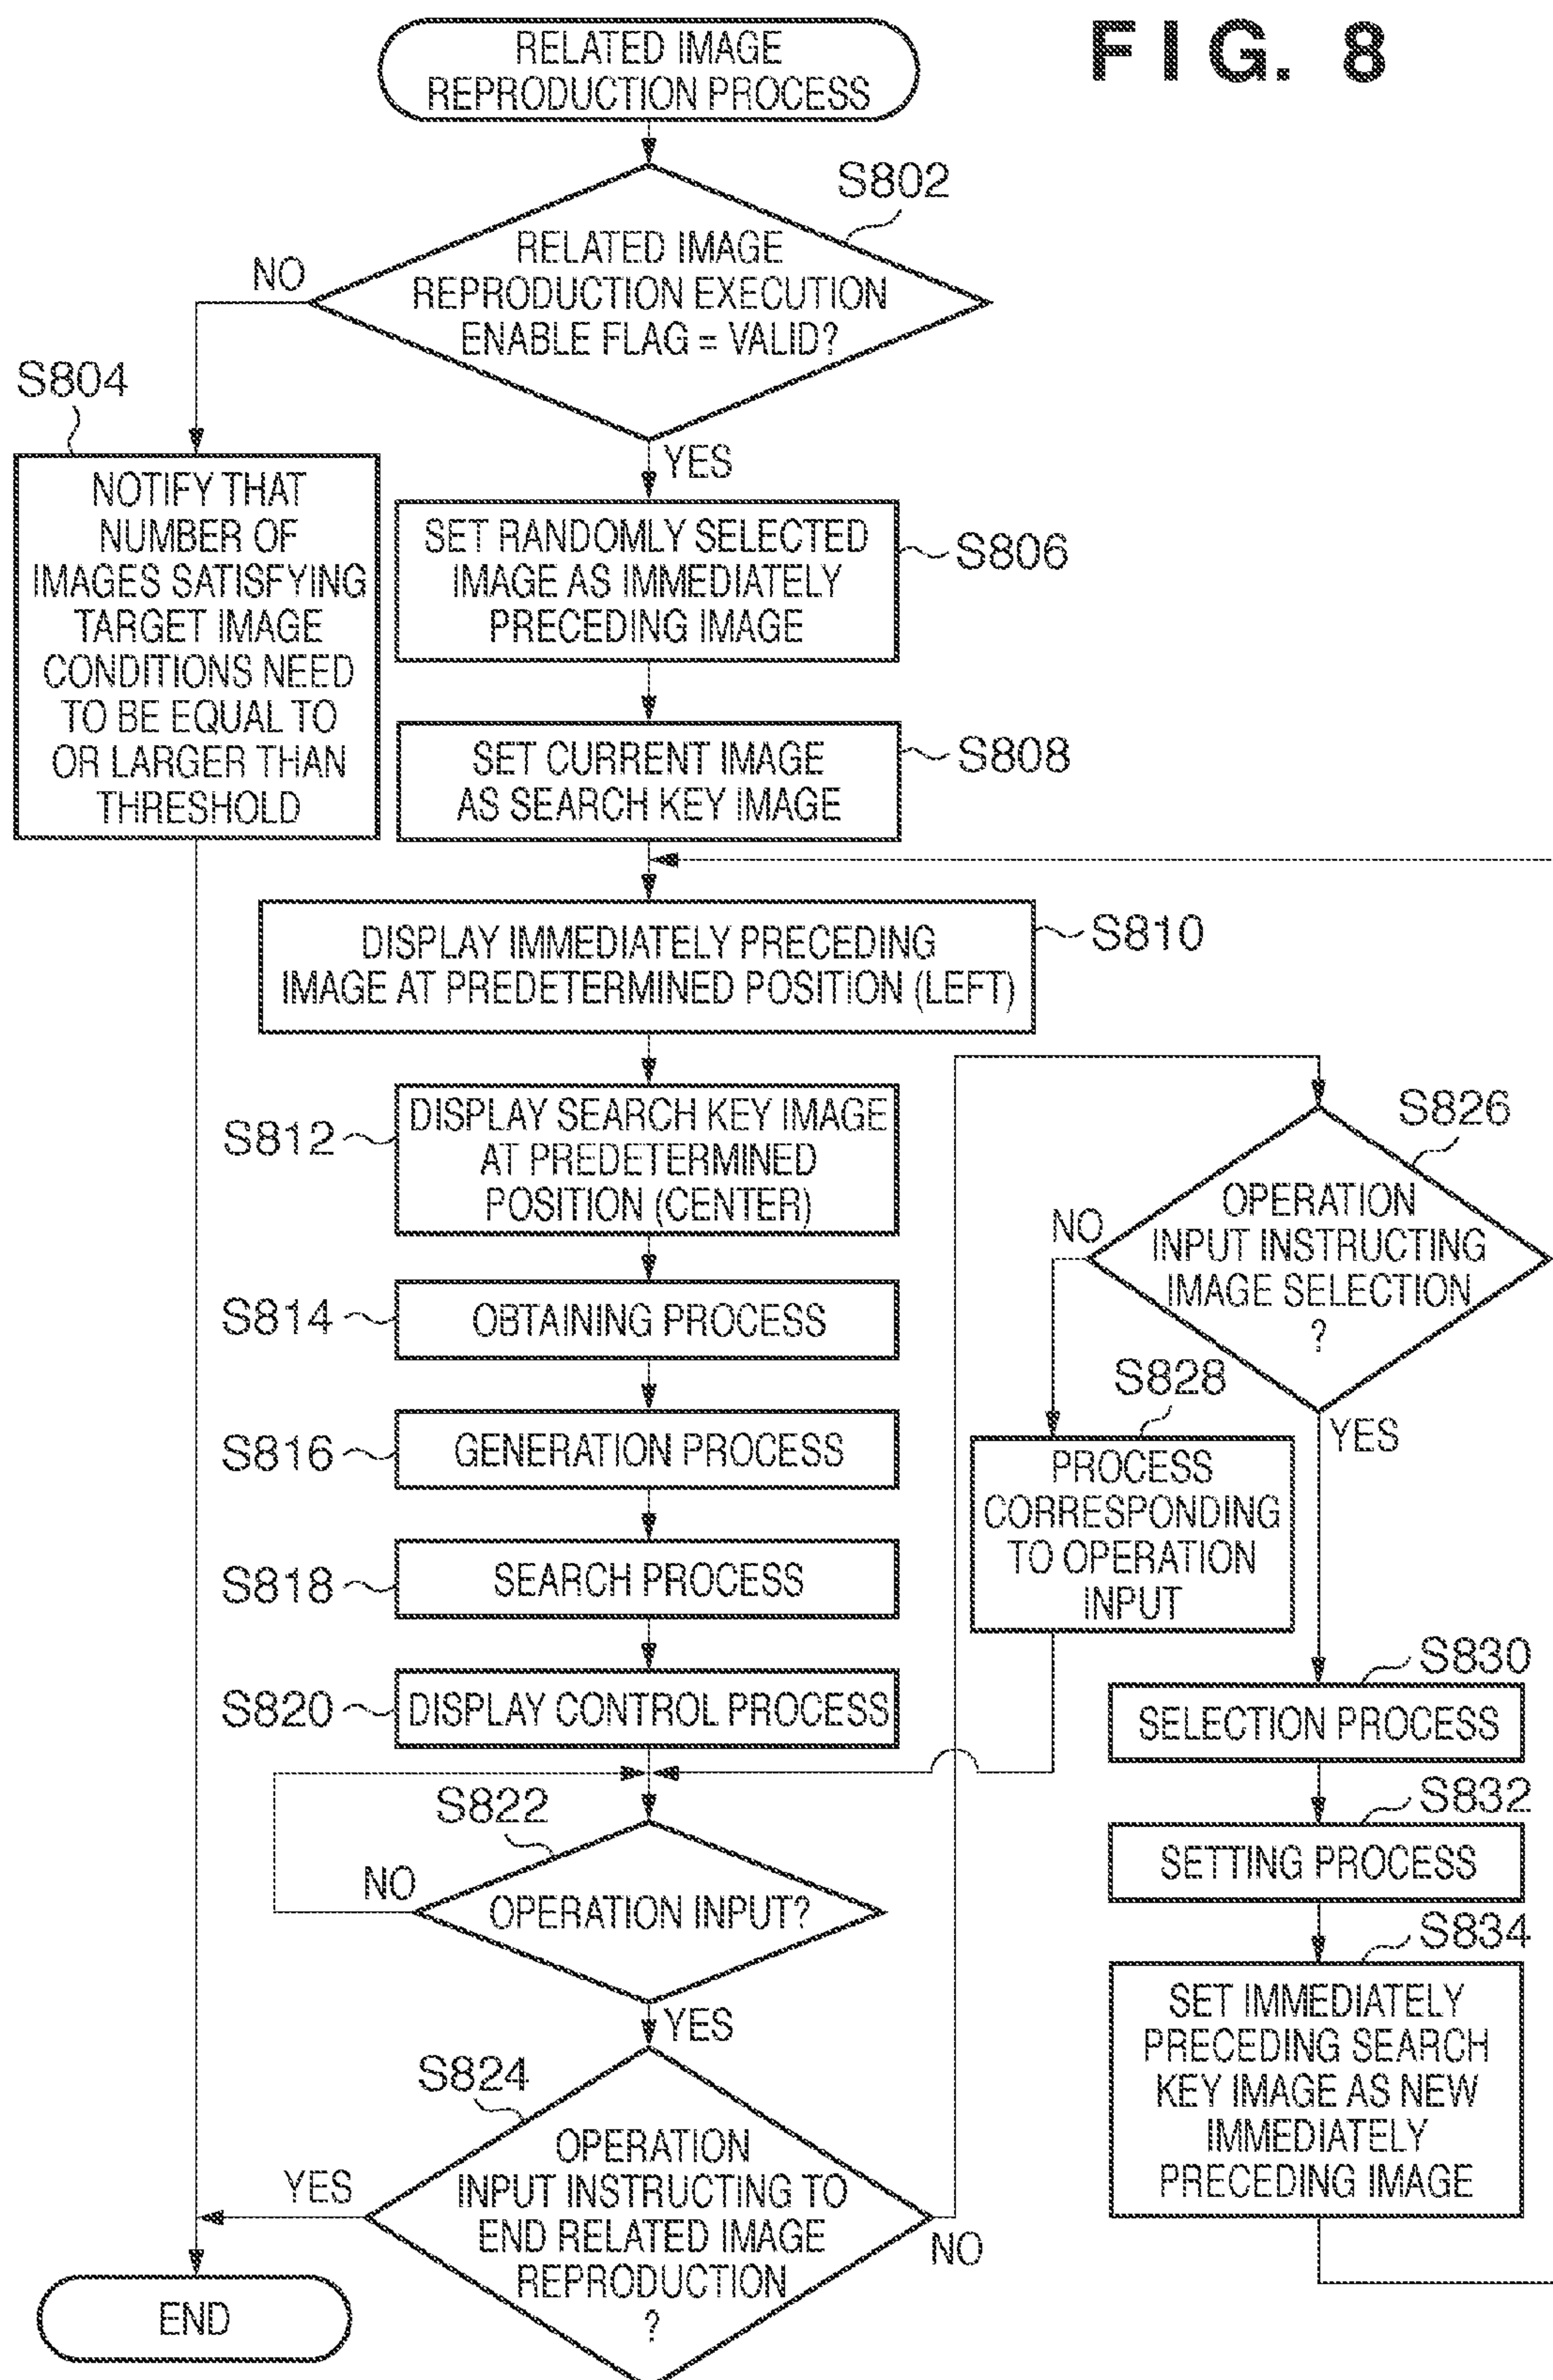 FIG. 8
RELATED IMAGE
REPRODUCTION PROCESS
S802
RELATED IMAGE
REPRODUCTION EXECUTION
ENABLE FLAG = VALID?
NO
YES
S804
NOTIFY THAT
NUMBER OF
IMAGES SATISFYING
TARGET IMAGE
CONDITIONS NEED
TO BE EQUAL TO
OR LARGER THAN
THRESHOLD
SET RANDOMLY SELECTED
IMAGE AS IMMEDIATELY
PRECEDING IMAGE
S806
SET CURRENT IMAGE
AS SEARCH KEY IMAGE
S808
DISPLAY IMMEDIATELY PRECEDING
IMAGE AT PREDETERMINED POSITION (LEFT)
S810
S812
DISPLAY SEARCH KEY IMAGE
AT PREDETERMINED
POSITION (CENTER)
S814
OBTAINING PROCESS
S816
GENERATION PROCESS
S818
SEARCH PROCESS
S820
DISPLAY CONTROL PROCESS
S822
NO
OPERATION INPUT?
YES
S824
OPERATION
INPUT INSTRUCTING TO
END RELATED IMAGE
REPRODUCTION
?
YES
NO
END
S826
OPERATION
INPUT INSTRUCTING
IMAGE SELECTION
?
NO
YES
S828
PROCESS
CORRESPONDING
TO OPERATION
INPUT
S830
SELECTION PROCESS
S832
SETTING PROCESS
S834
SET IMMEDIATELY
PRECEDING SEARCH
KEY IMAGE AS NEW
IMMEDIATELY
PRECEDING IMAGE